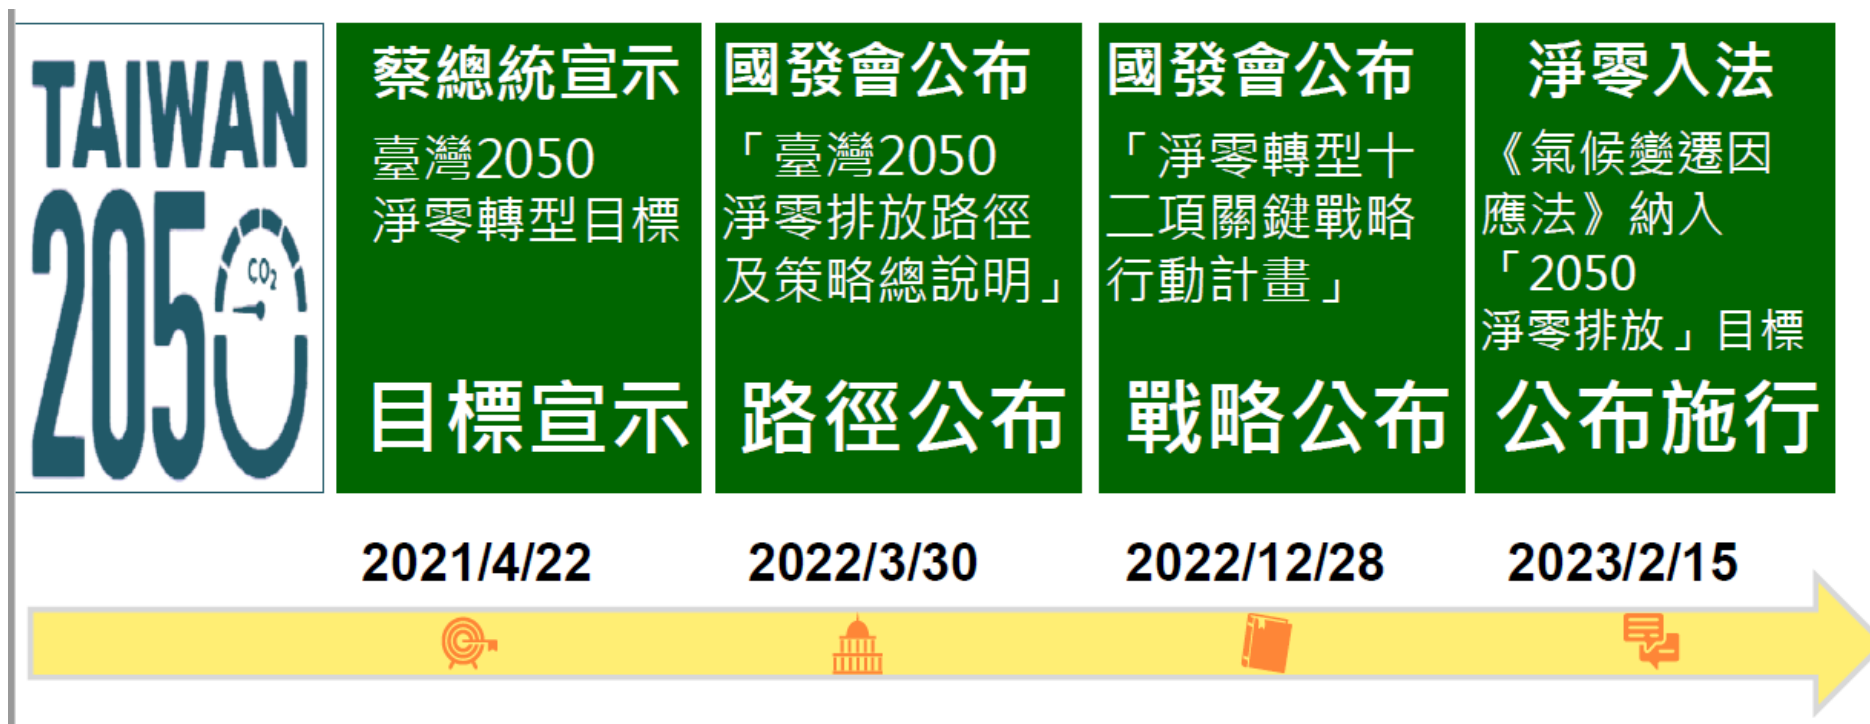 TAIWAN
2050
CO2
蔡總統宣示
臺灣2050
淨零轉型目標
目標宣示
國發會公布
「臺灣2050
淨零排放路徑
及策略總說明」
路徑公布
國發會公布
「淨零轉型十
二項關鍵戰略
行動計畫」
戰略公布
淨零入法
《氣候變遷因
應法》納入
「2050
淨零排放」目標
公布施行
2021/4/22
2022/3/30
2022/12/28
2023/2/15